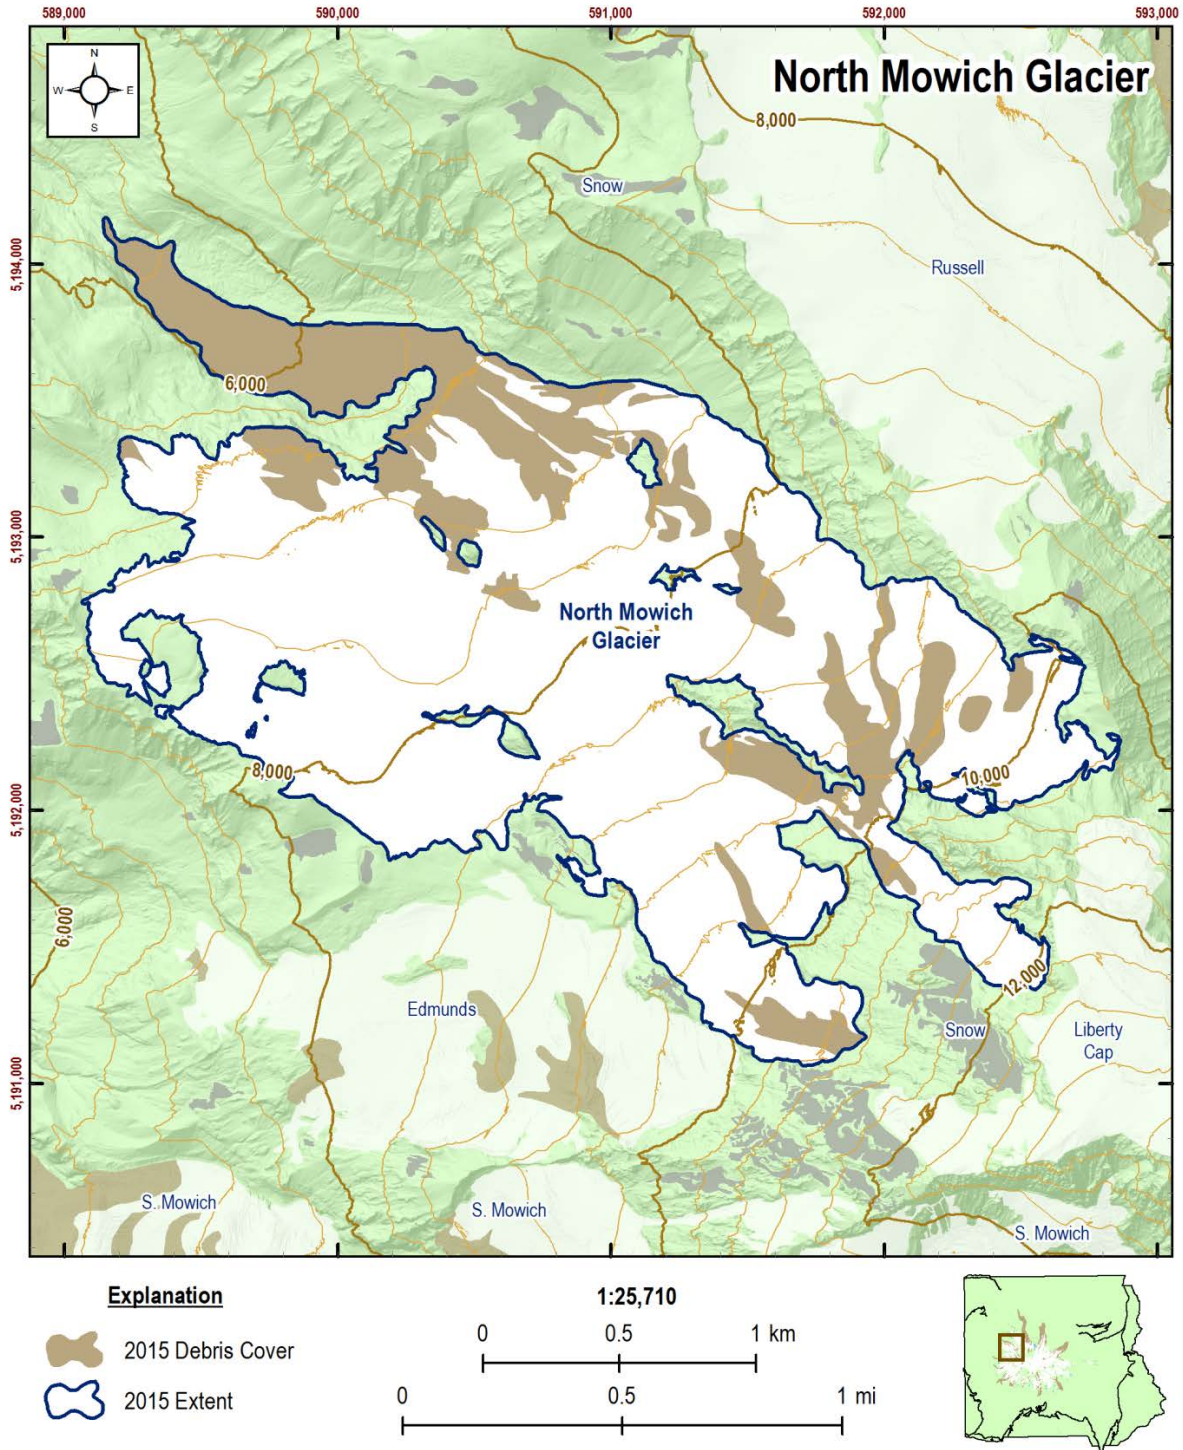 589,000
590,000
591,000
592,000
593,000
N
W
E
S
North Mowich Glacier
8,000
Snow
5,194,000
Russell
6,000
5,193,000
North Mowich
Glacier
8,000
10,000
5,192,000
6,000
12,000
Edmunds
Snow
Liberty
Cap
5,191,000
S. Mowich
S. Mowich
S. Mowich
Explanation
2015 Debris Cover
2015 Extent
1:25,710
0
0.5
1 km
0
0.5
1 mi